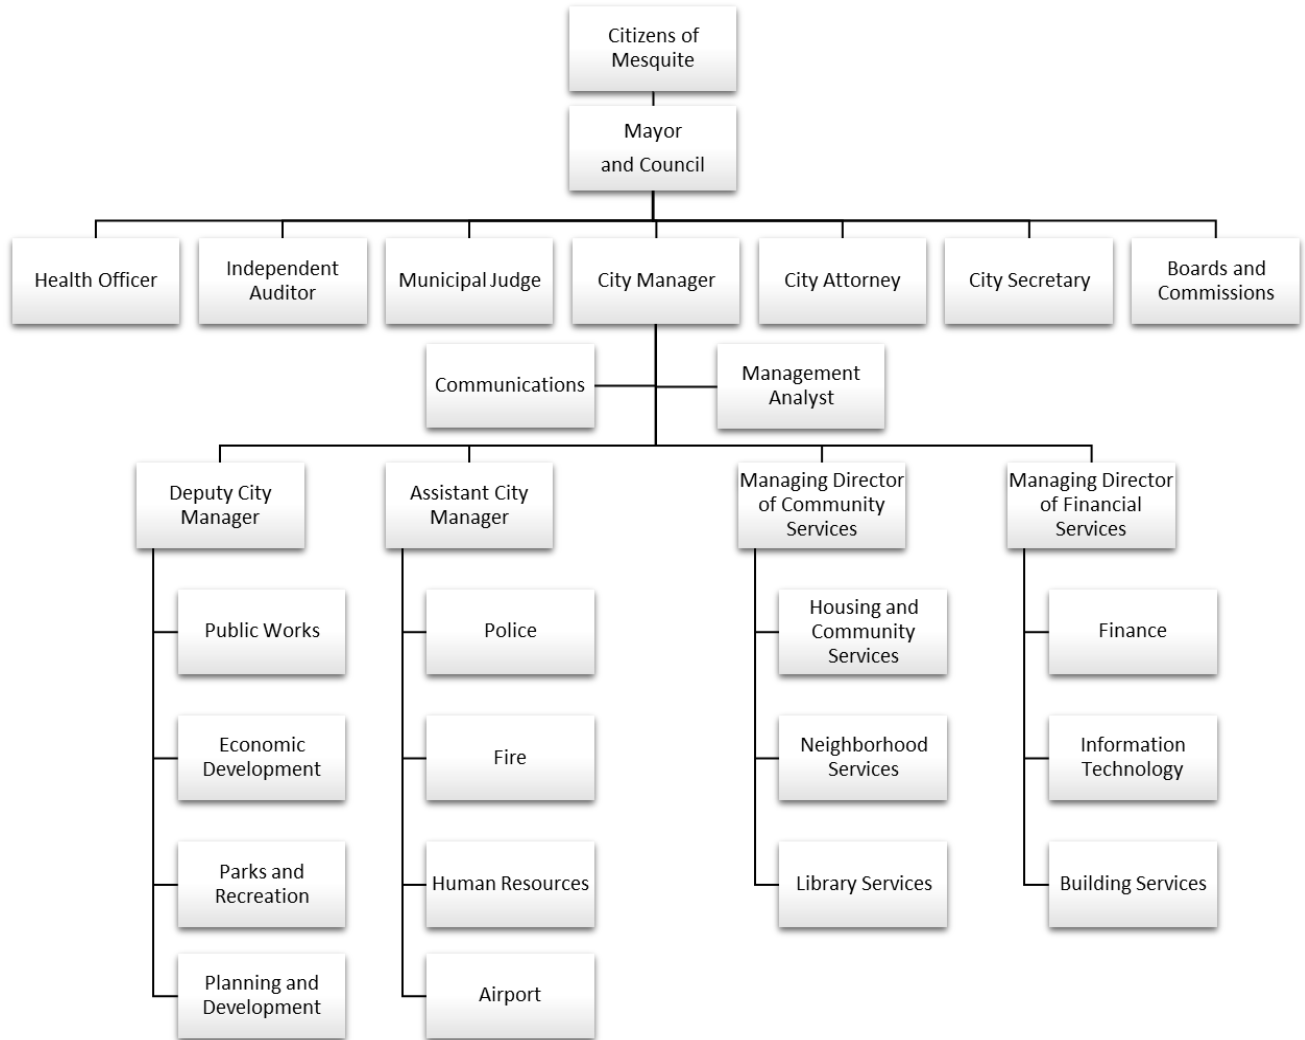 Citizens of
Mesquite
Mayor
and Council
Health Officer
Independent
Auditor
Municipal Judge
City Manager
City Attorney
City Secretary
Boards and
Commissions
Communications
Management
Analyst
Deputy City
Manager
Assistant City
Manager
Managing Director
of Community
Services
Managing Director
of Financial
Services
Public Works
Police
Housing and
Community
Services
Finance
Economic
Development
Fire
Neighborhood
Services
Information
Technology
Parks and
Recreation
Human Resources
Library Services
Building Services
Planning and
Development
Airport